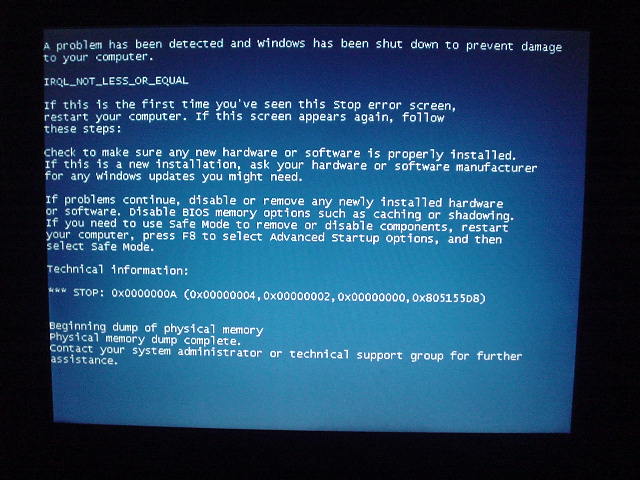 A problem has been detected and Windows has been shut down to prevent damage
to your computer.
IRQL_NOT_LESS_OR_EQUAL
If this is the first time you've seen this Stop error screen,
restart your computer. If this screen appears again, follow
these steps:
Check to make sure any new hardware or software is properly installed.
If this is a new installation, ask your hardware or software manufacturer
for any Windows updates you might need.
If problems continue, disable or remove any newly installed hardware
or software. Disable BIOS memory options such as caching or shadowing.
If you need to use Safe Mode to remove or disable components, restart
your computer, press F8 to select Advanced Startup Options, and then
select Safe Mode.
Technical information:
*** STOP: 0x0000000A (0x00000004,0x00000002,0x00000000,0x805155D8)
Beginning dump of physical memory
Physical memory dump complete.
Contact your system administrator or technical support group for further
assistance.